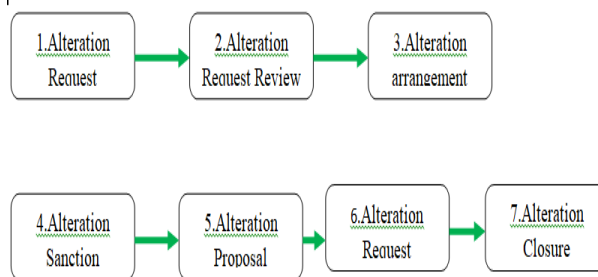 1.Alteration
Request
2.Alteration
Request Review
3.Alteration
arrangement
4.Alteration
Sanction
5.Alteration
Proposal
6.Alteration
Request
7.Alteration
Closure